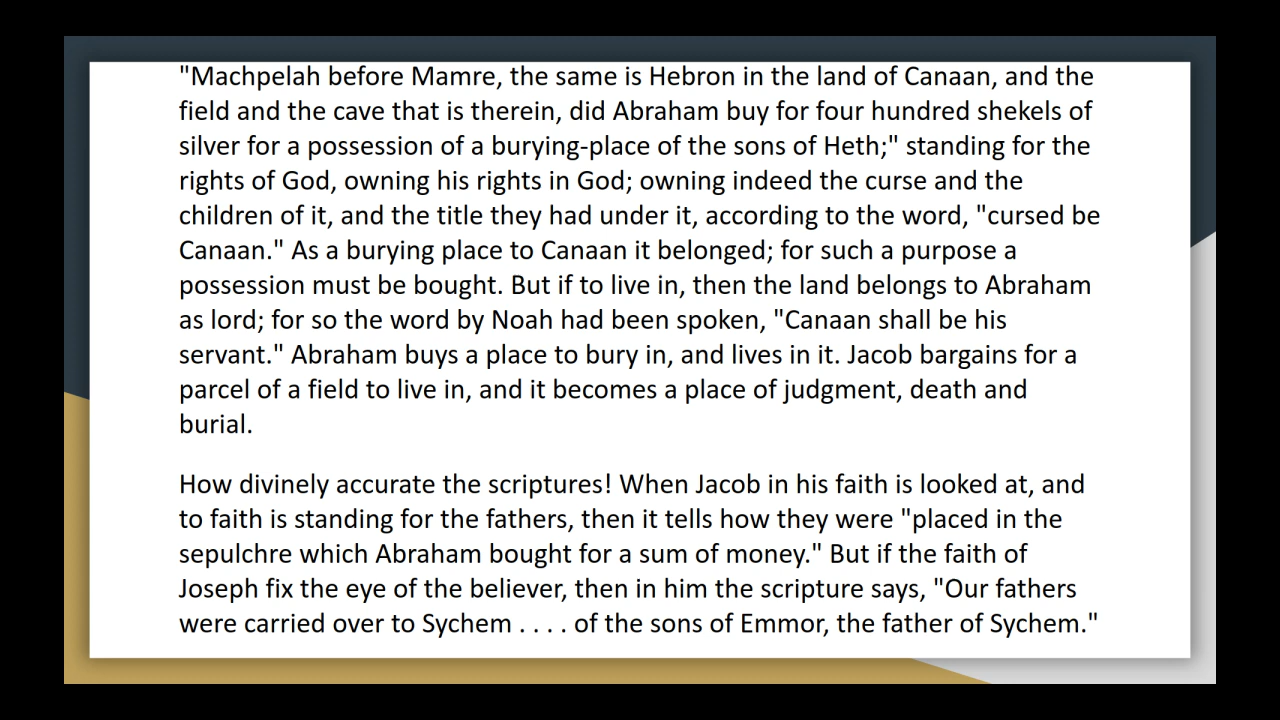 "Machpelah before Mamre, the same is Hebron in the land of Canaan, and the
field and the cave that is therein, did Abraham buy for four hundred shekels of
silver for a possession of a burying-place of the sons of Heth;" standing for the
rights of God, owning his rights in God; owning indeed the curse and the
children of it, and the title they had under it, according to the word, "cursed be
Canaan." As a burying place to Canaan it belonged; for such a purpose a
possession must be bought. But if to live in, then the land belongs to Abraham
as lord; for so the word by Noah had been spoken, "Canaan shall be his
servant." Abraham buys a place to bury in, and lives in it. Jacob bargains for a
parcel of a field to live in, and it becomes a place of judgment, death and
burial.
How divinely accurate the scriptures! When Jacob in his faith is looked at, and
to faith is standing for the fathers, then it tells how they were "placed in the
sepulchre which Abraham bought for a sum of money." But if the faith of
Joseph fix the eye of the believer, then in him the scripture says, "Our fathers
were carried over to Sychem . . . . of the sons of Emmor, the father of Sychem."